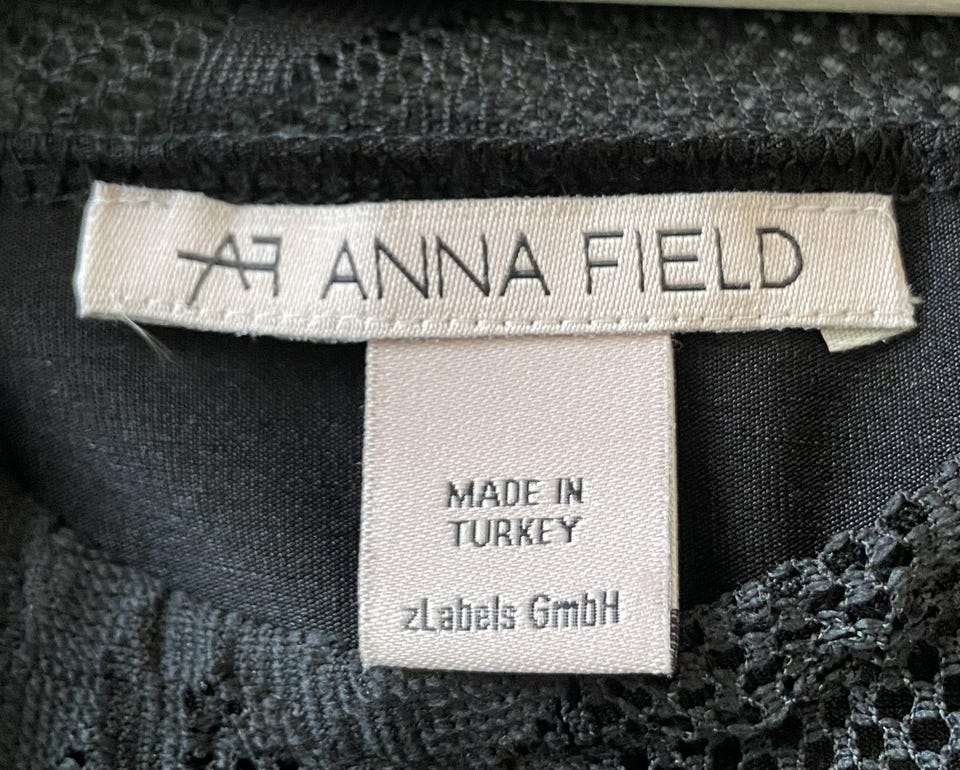 AF ANNA FIELD
MADE IN
TURKEY
zLabels GmbH